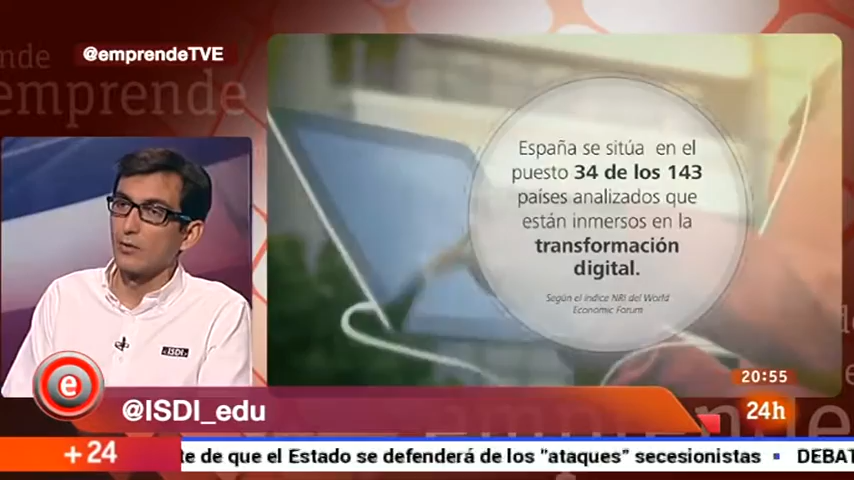 @emprendeTVE
nde
emprende
España se sitúa en el
puesto 34 de los 143
países analizados que
están inmersos en la
transformación
digital.
Según el índice NRI del World
Economic Forum
ISDI
e
@ISDI_edu
20:55
24h
+24
te de que el Estado se defenderá de los "ataques" secesionistas ▪ DEBAT